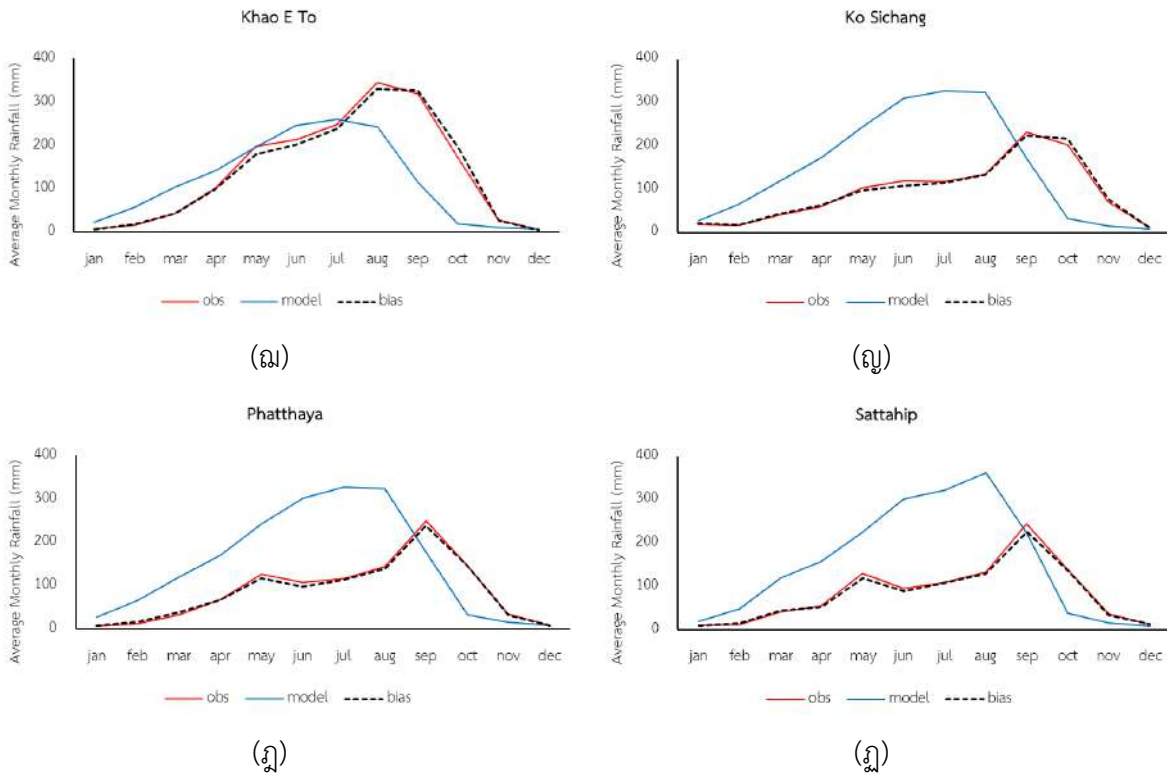 Khao E To
Average Monthly Rainfall (mm)
400
300
200
100
0
jan feb mar apr may jun jul aug sep oct nov dec
obs model bias
(ฌ)
Ko Sichang
Average Monthly Rainfall (mm)
400
300
200
100
0
jan feb mar apr may jun jul aug sep oct nov dec
obs model bias
(ญ)
Phatthaya
Average Monthly Rainfall (mm)
400
300
200
100
0
jan feb mar apr may jun jul aug sep oct nov dec
obs model bias
(ฎ)
Sattahip
Average Monthly Rainfall (mm)
400
300
200
100
0
jan feb mar apr may jun jul aug sep oct nov dec
obs model bias
(ฏ)